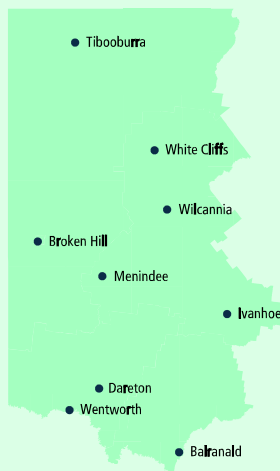 Tibooburra
White Cliffs
Wilcannia
Broken Hill
Menindee
Ivanhoe
Dareton
Wentworth
Balranald